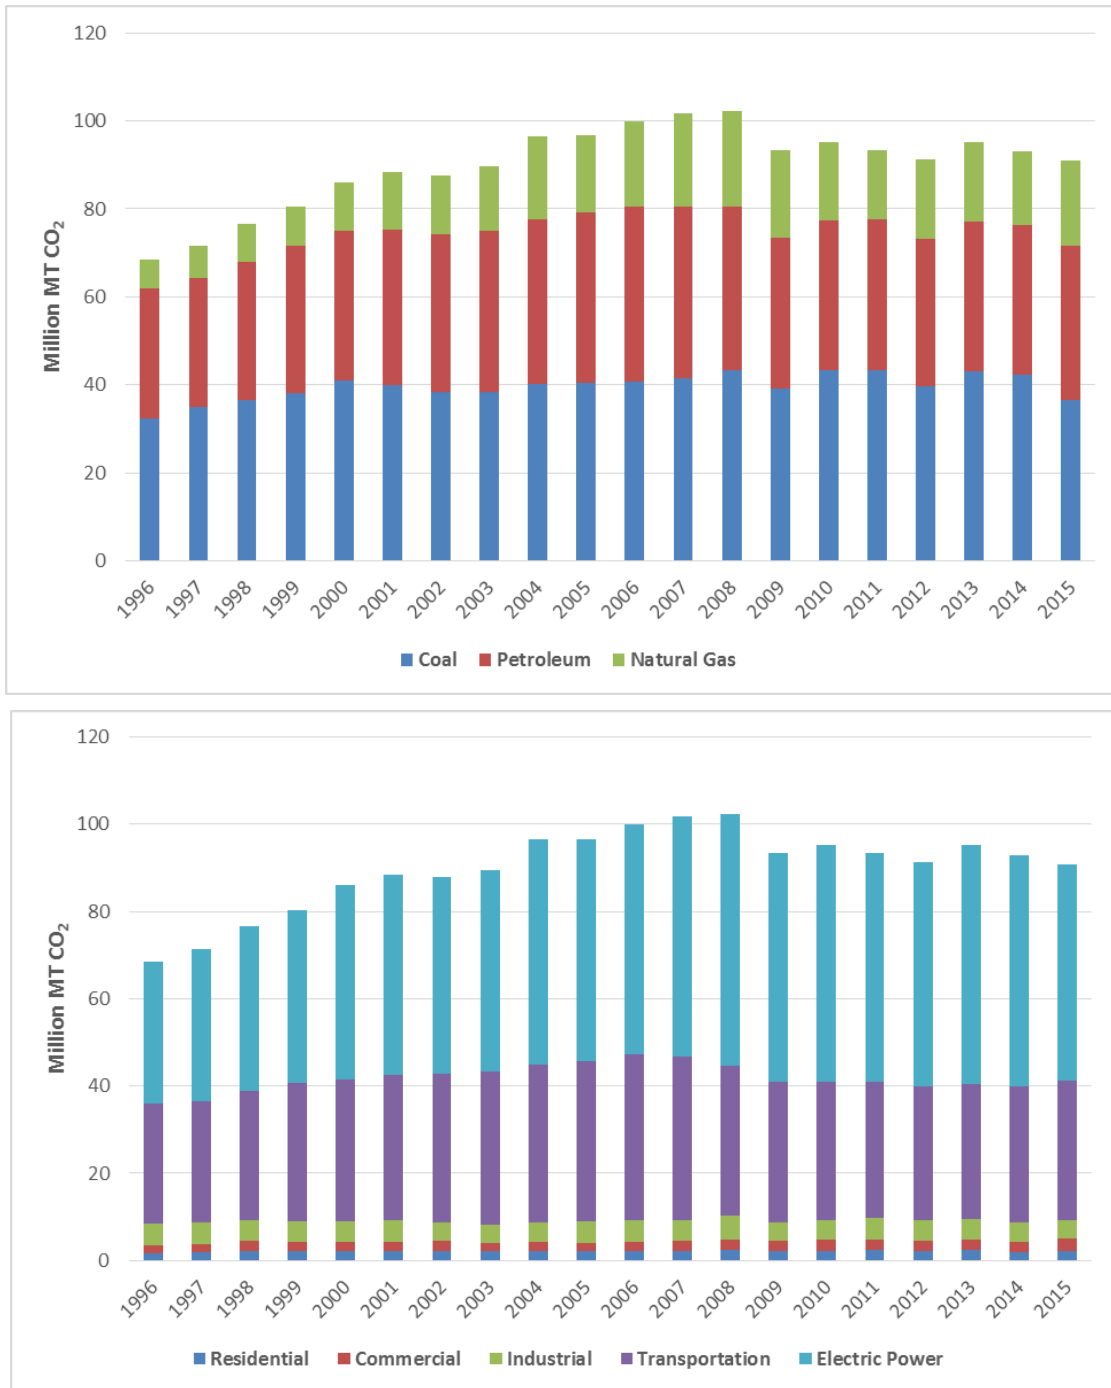 120
100
80
60
40
20
0
Million MT CO₂
1996 1997 1998 1999 2000 2001 2002 2003 2004 2005 2006 2007 2008 2009 2010 2011 2012 2013 2014 2015
Coal Petroleum Natural Gas
120
100
80
60
40
20
0
Million MT CO₂
1996 1997 1998 1999 2000 2001 2002 2003 2004 2005 2006 2007 2008 2009 2010 2011 2012 2013 2014 2015
Residential Commercial Industrial Transportation Electric Power